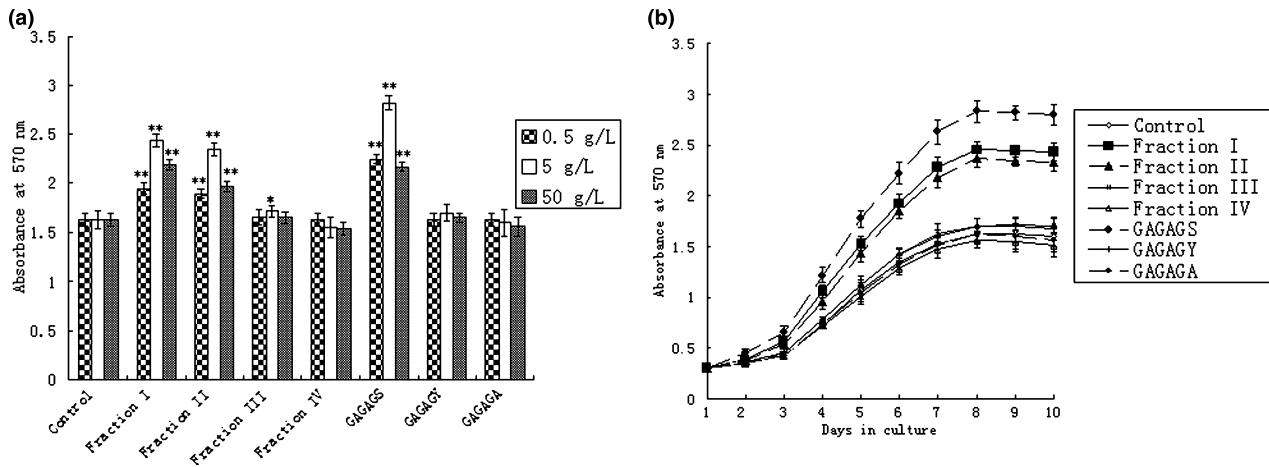 (a)
Absorbance at 570 nm
3.5
3
2.5
2
1.5
1
0.5
0
**
**
**
**
**
**
*
**
**
**
Control
Fraction I
Fraction II
Fraction III
Fraction IV
GAGAGS
GAGAGY
GAGAGA
0.5 g/L
5 g/L
50 g/L
(b)
Absorbance at 570 nm
3.5
3
2.5
2
1.5
1
0.5
0
1 2 3 4 5 6 7 8 9 10
Days in culture
Control
Fraction I
Fraction II
Fraction III
Fraction IV
GAGAGS
GAGAGY
GAGAGA